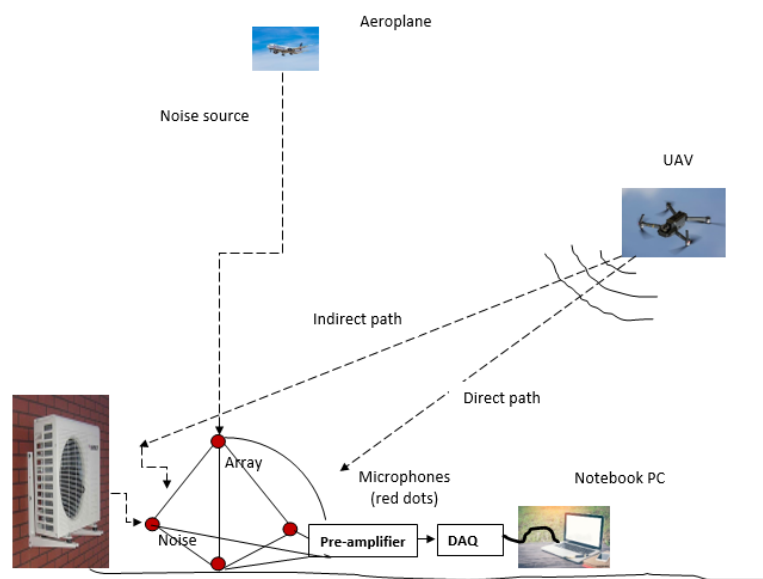 Aeroplane
Noise source
UAV
Indirect path
Direct path
Array
Microphones
(red dots)
Notebook PC
Noise
Pre-amplifier
DAQ